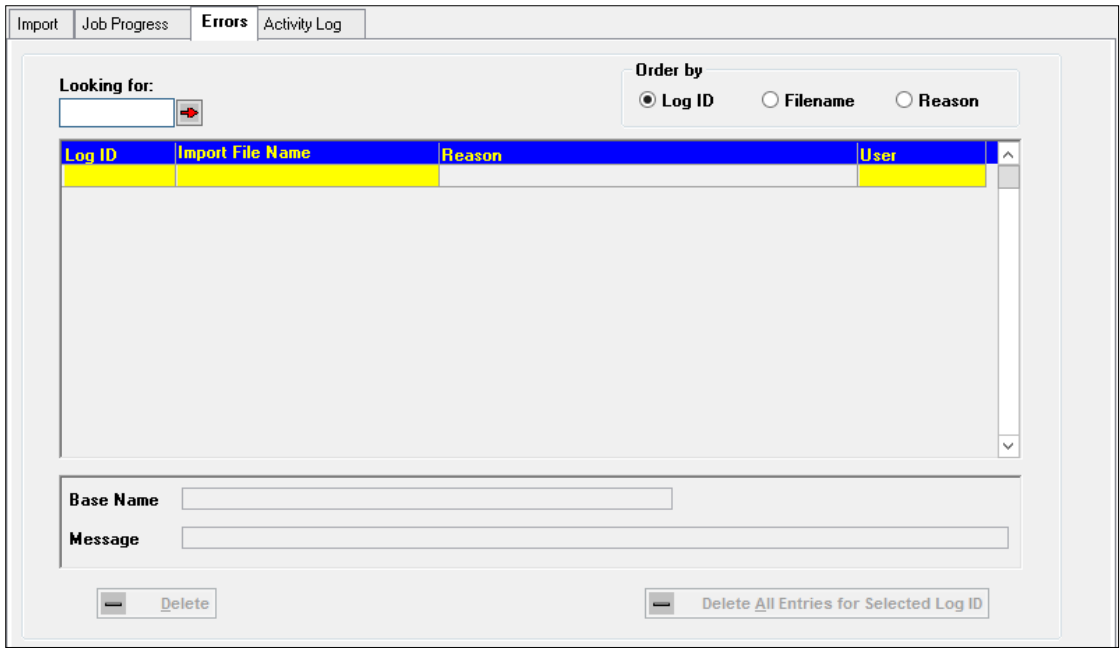 Import Job Progress Errors Activity Log
Looking for:
Order by
Log ID Filename Reason
Log ID Import File Name Reason User
Base Name
Message
Delete Delete All Entries for Selected Log ID